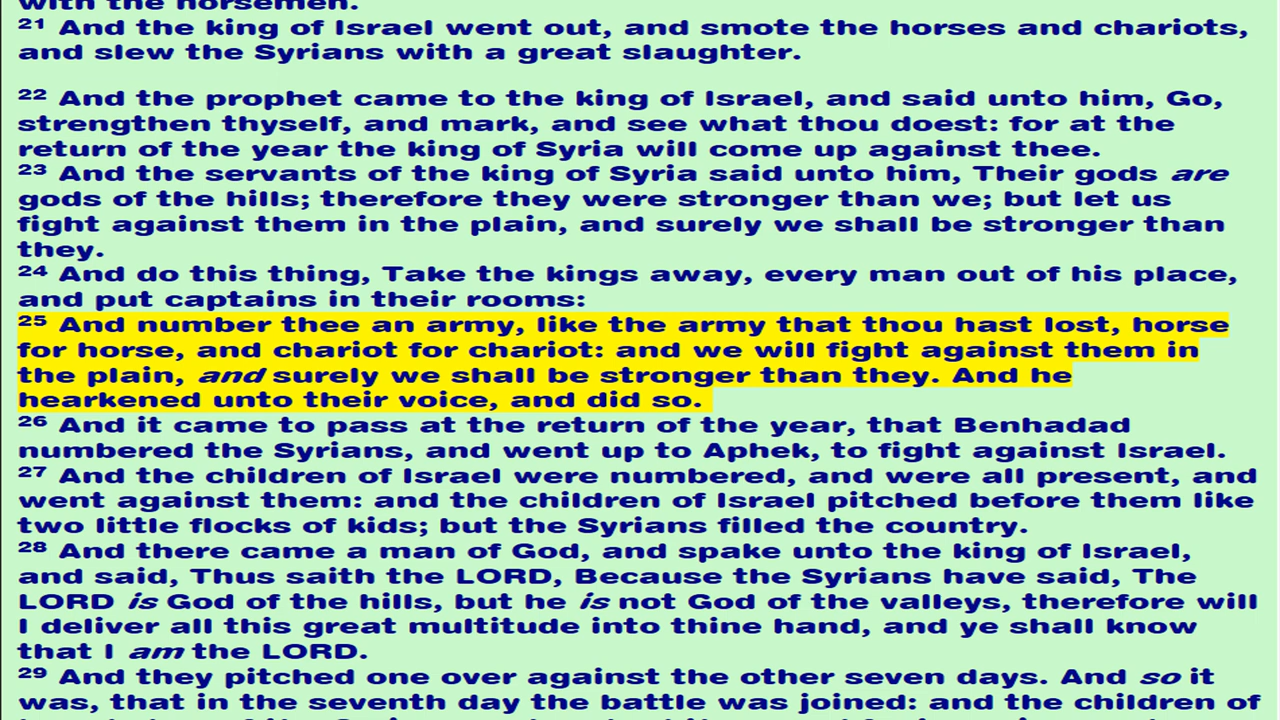 with the horsemen.
²¹ And the king of Israel went out, and smote the horses and chariots,
and slew the Syrians with a great slaughter.
²² And the prophet came to the king of Israel, and said unto him, Go,
strengthen thyself, and mark, and see what thou doest: for at the
return of the year the king of Syria will come up against thee.
²³ And the servants of the king of Syria said unto him, Their gods are
gods of the hills; therefore they were stronger than we; but let us
fight against them in the plain, and surely we shall be stronger than
they.
²⁴ And do this thing, Take the kings away, every man out of his place,
and put captains in their rooms:
²⁵ And number thee an army, like the army that thou hast lost, horse
for horse, and chariot for chariot: and we will fight against them in
the plain, and surely we shall be stronger than they. And he
hearkened unto their voice, and did so.
²⁶ And it came to pass at the return of the year, that Benhadad
numbered the Syrians, and went up to Aphek, to fight against Israel.
²⁷ And the children of Israel were numbered, and were all present, and
went against them: and the children of Israel pitched before them like
two little flocks of kids; but the Syrians filled the country.
²⁸ And there came a man of God, and spake unto the king of Israel,
and said, Thus saith the LORD, Because the Syrians have said, The
LORD is God of the hills, but he is not God of the valleys, therefore will
I deliver all this great multitude into thine hand, and ye shall know
that I am the LORD.
²⁹ And they pitched one over against the other seven days. And so it
was, that in the seventh day the battle was joined: and the children of